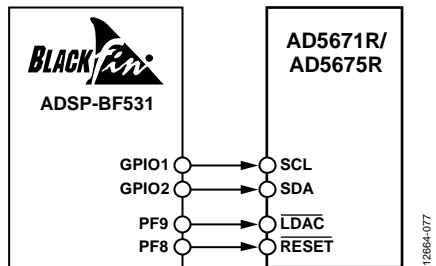 BLACKfin
ADSP-BF531
AD5671R/
AD5675R
GPIO1
SCL
GPIO2
SDA
PF9
LDAC
PF8
RESET
12664-077